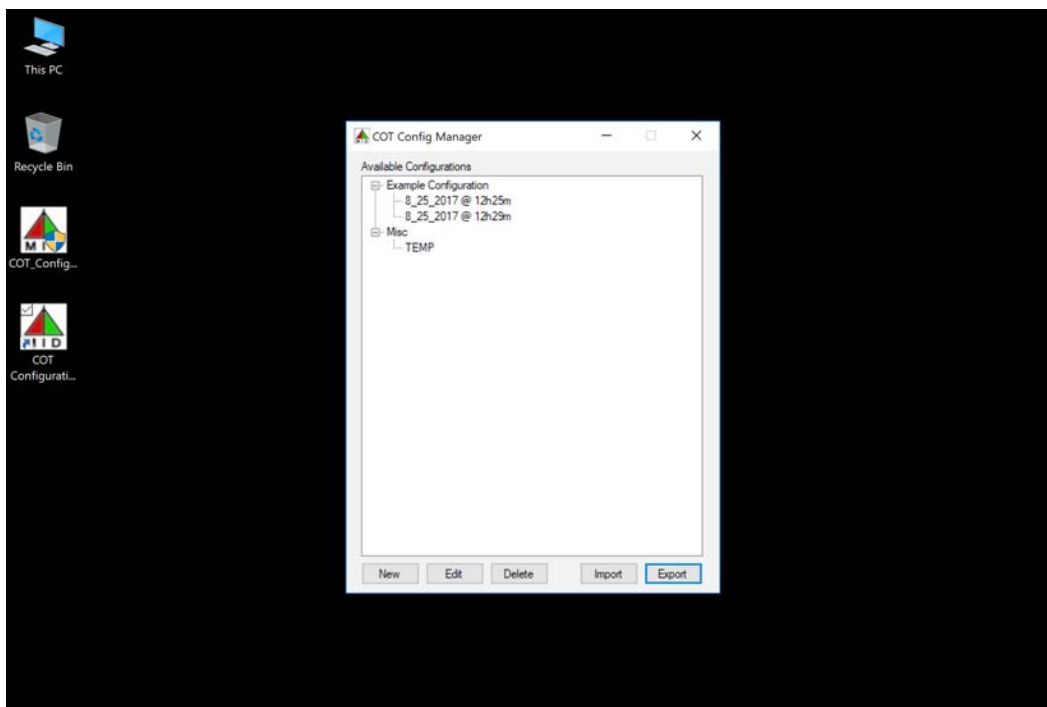 This PC
Recycle Bin
COT_Config...
COT
Configurati...
COT Config Manager
Available Configurations
Example Configuration
8_25_2017 @ 12h25m
8_25_2017 @ 12h29m
Misc
TEMP
New Edit Delete Import Export